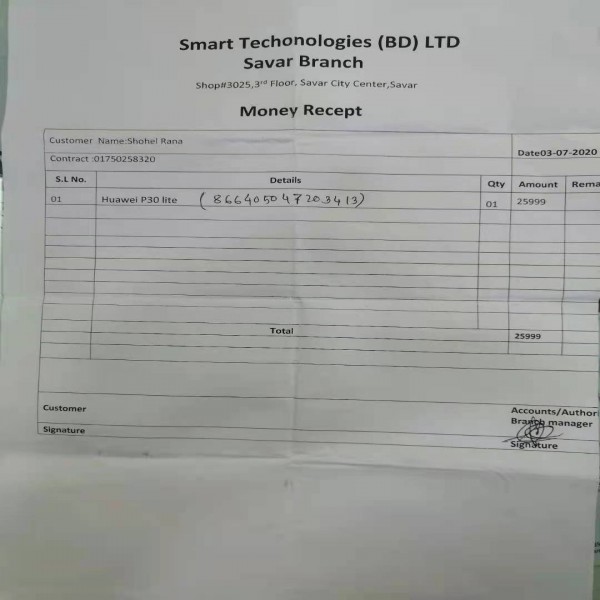 Smart Techonologies (BD) LTD
Savar Branch
Shop#3025,3rd Floor, Savar City Center,Savar
Money Recept
Customer Name:Shohel Rana
Contract :01750258320
Date03-07-2020
S.L No. Details Qty Amount Rema
01 Huawei P30 lite (866405047203413) 01 25999
Total 25999
Customer
Signature
Accounts/Authori
Branch manager
Signature